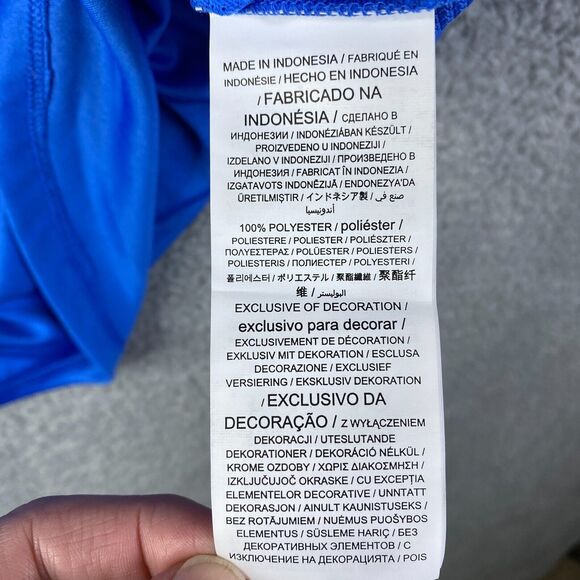 MADE IN INDONESIA / FABRIQUÉ EN
INDONÉSIE / HECHO EN INDONESIA
/ FABRICADO NA
INDONÉSIA / СДЕЛАНО В
ИНДОНЕЗИИ / INDONÉZIÁBAN KÉSZÜLT /
PROIZVEDENO U INDONEZIJI /
IZDELANO V INDONEZIJI / ПРОИЗВЕДЕНО В
ИНДОНЕЗИЯ / FABRICAT ÎN INDONEZIA /
IZGATAVOTS INDONĒZIJĀ / ENDONEZYA'DA
ÜRETILMIŞTIR / インドネシア製 / صنع في
أندونيسيا
100% POLYESTER / poliéster /
POLIESTERE / POLIESTER / POLIÉSZTER /
ΠΟΛΥΕΣΤΕΡΑΣ / POLIESTER / POLIESTERS /
POLIESTERIS / ПОЛИЕСТЕР / POLYESTERI /
폴리에스터 / ポリエステル / 聚酯纖維 / 聚酯纤
维 / البوليستر
EXCLUSIVE OF DECORATION /
exclusivo para decorar /
EXCLUSIVEMENT DE DÉCORATION /
EXKLUSIV MIT DEKORATION / ESCLUSA
DECORAZIONE / EXCLUSIEF
VERSIERING / EKSKLUSIV DEKORATION
/ EXCLUSIVO DA
DECORAÇÃO / Z WYŁĄCZENIEM
DEKORACJI / UTESLUTANDE
DEKORATIONER / DEKORÁCIÓ NÉLKÜL /
KROME OZDOBY / ΧΩΡΙΣ ΔΙΑΚΟΣΜΗΣΗ /
IZKLJUČUJOČ OKRASKE / CU EXCEPȚIA
ELEMENTELOR DECORATIVE / UNNTATT
DEKORASJON / AINULT KAUNISTUSEKS /
BEZ ROTĀJUMIEM / NUĖMUS PUOŠYBOS
ELEMENTUS / SÜSLEME HARIÇ / БЕЗ
ДЕКОРАТИВНЫХ ЭЛЕМЕНТОВ / С
ИЗКЛЮЧЕНИЕ НА ДЕКОРАЦИЯТА / POIS